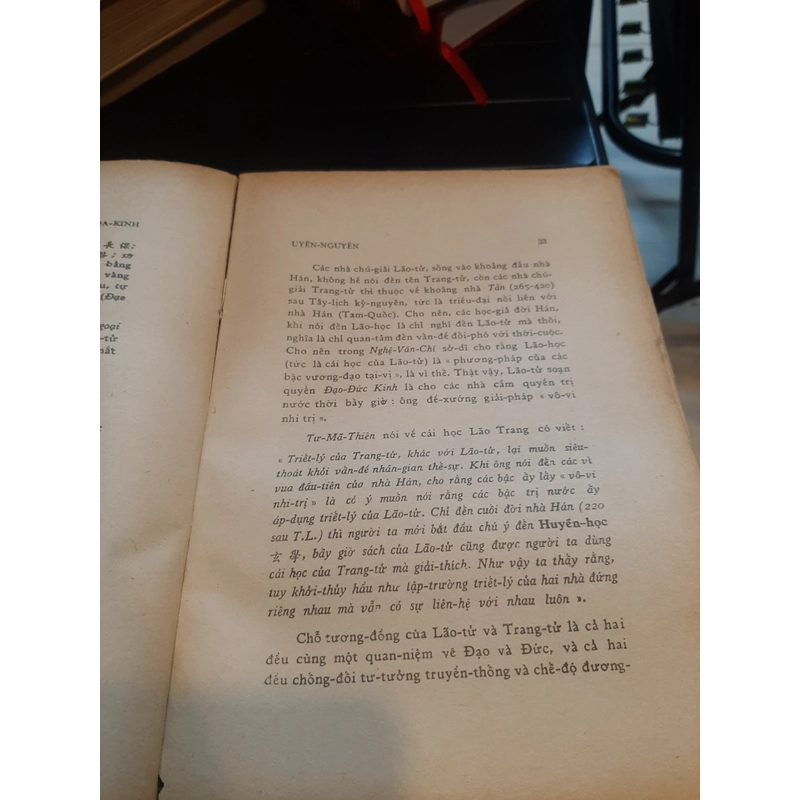 OA-KINH
長 保;
bằng
vàng
u, tự
(Đạo
ngoại
tử
hất
UYÊN-NGUYÊN 23
Các nhà chú-giải Lão-tử, sống vào khoảng đầu nhà
Hán, không hề nói đến tên Trang-tử, còn các nhà chú-
giải Trang-tử thì thuộc về khoảng nhà Tấn (265-420)
sau Tây-lịch kỷ-nguyên, tức là triều-đại nối liền với
nhà Hán (Tam-Quốc). Cho nên, các học-giả đời Hán,
khi nói đến Lão-học là chỉ nghĩ đến Lão-tử mà thôi,
nghĩa là chỉ quan-tâm đến vấn-đề đối-phó với thời-cuộc.
Cho nên trong Nghệ-Văn-Chí sở-dĩ cho rằng Lão-học
(tức là cái học của Lão-tử) là « phương-pháp của các
bậc vương-đạo tại-vị », là vì thế. Thật vậy, Lão-tử soạn
quyển Đạo-Đức Kinh là cho các nhà cầm quyền trị
nước thời bấy giờ : ông đề-xướng giải-pháp « vô-vi
nhi trị ».
Tư-Mã-Thiên nói về cái học Lão Trang có viết :
« Triết-lý của Trang-tử, khác với Lão-tử, lại muốn siêu-
thoát khỏi vấn-đề nhân-gian thế-sự. Khi ông nói đến các vì
vua đầu-tiên của nhà Hán, cho rằng các bậc ấy lấy « vô-vi
nhi-trị » là có ý muốn nói rằng các bậc trị nước ấy
áp-dụng triết-lý của Lão-tử. Chỉ đến cuối đời nhà Hán (220
sau T.L.) thì người ta mới bắt đầu chú ý đến Huyền-học
玄 學, bấy giờ sách của Lão-tử cũng được người ta dùng
cái học của Trang-tử mà giải-thích. Như vậy ta thấy rằng,
tuy khởi-thủy hầu như lập-trường triết-lý của hai nhà đứng
riêng nhau mà vẫn có sự liên-hệ với nhau luôn ».
Chỗ tương-đồng của Lão-tử và Trang-tử là cả hai
đều cùng một quan-niệm về Đạo và Đức, và cả hai
đều chống-đối tư-tưởng truyền-thống và chế-độ đương-